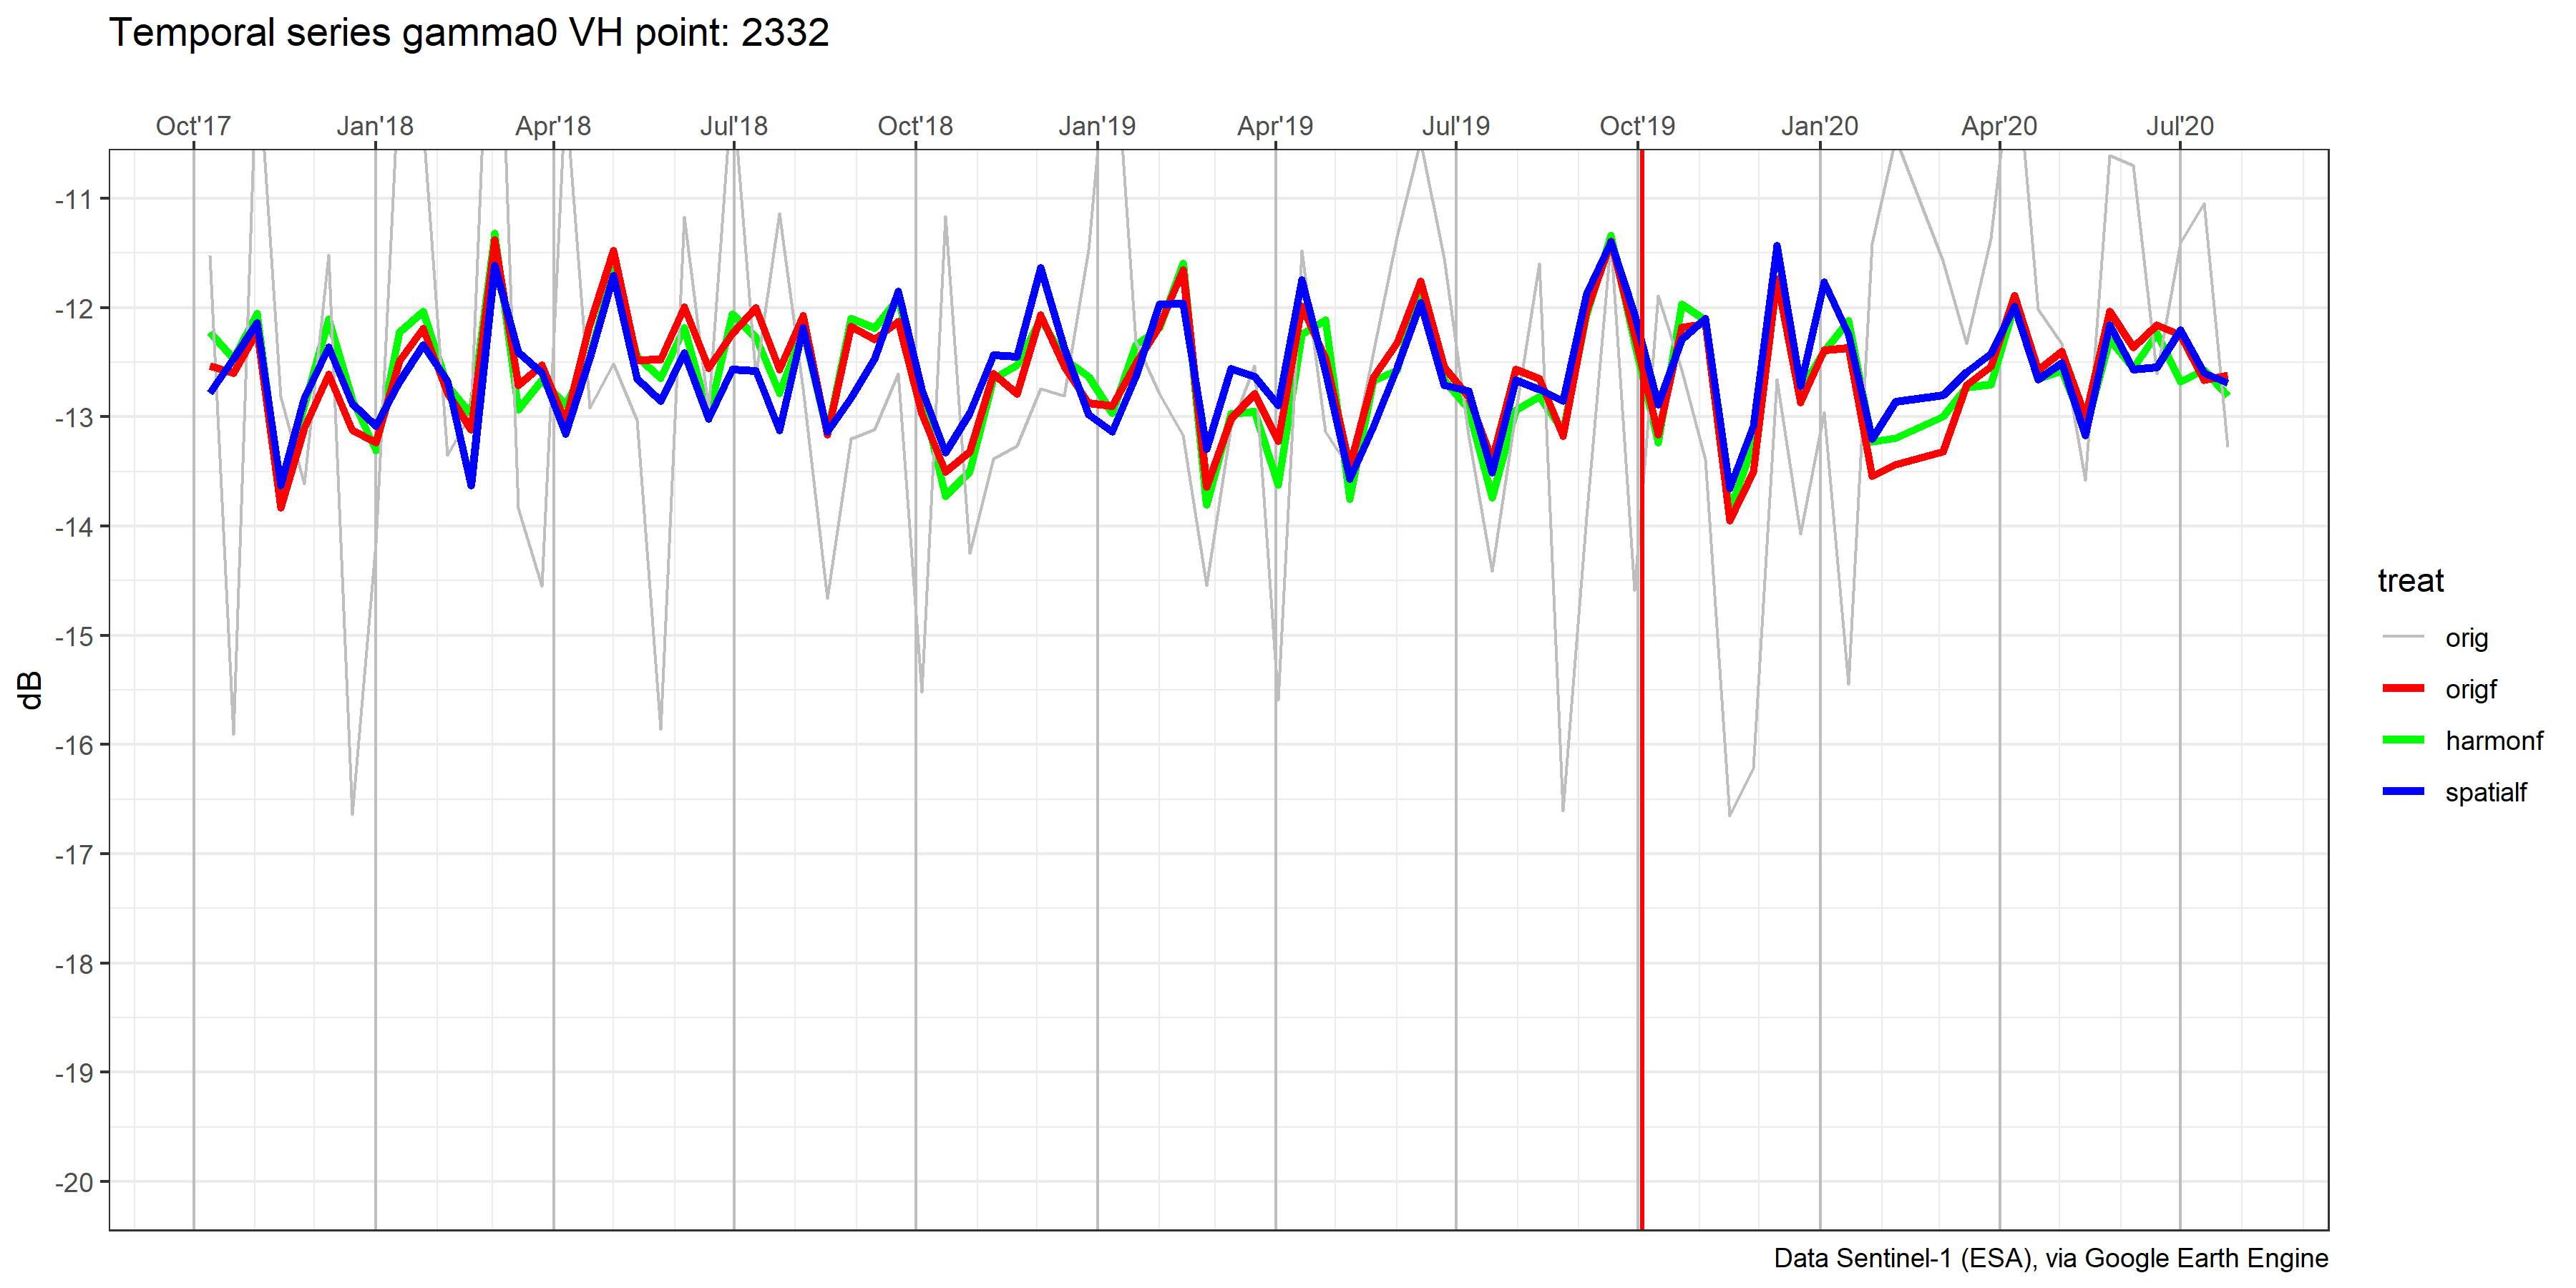 Temporal series gamma0 VH point: 2332
Oct'17 Jan'18 Apr'18 Jul'18 Oct'18 Jan'19 Apr'19 Jul'19 Oct'19 Jan'20 Apr'20 Jul'20
-11
-12
-13
-14
-15
-16
-17
-18
-19
-20
dB
treat
orig
origf
harmonf
spatialf
Data Sentinel-1 (ESA), via Google Earth Engine